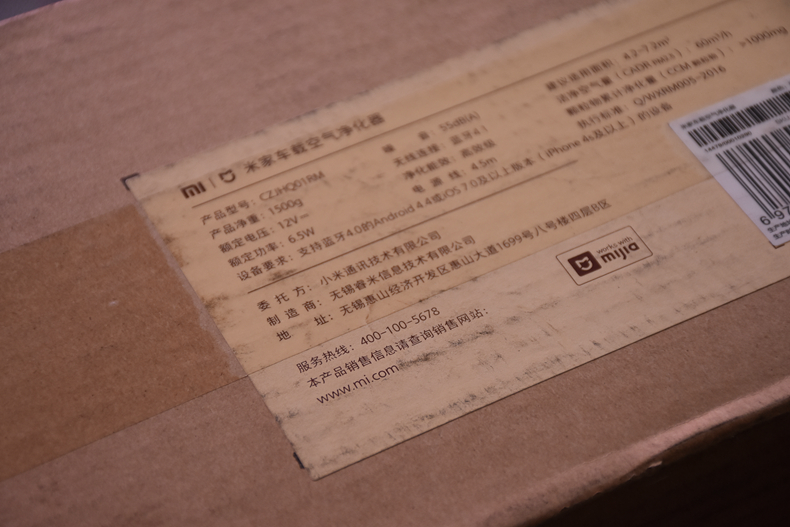 mi | 米家车载空气净化器
产品型号：CZJHQ01RM
产品净重：1500g
额定电压：12V⎓
额定功率：6.5W
设备要求：支持蓝牙4.0的Android 4.4或iOS 7.0及以上版本（iPhone 4s及以上）的设备
噪 音：55dB(A)
无线连接：蓝牙4.1
净化能效：高效级
电 源 线：4.5m
建议适用面积：4.2-7.2m²
洁净空气量（CADR 颗粒物）：60m³/h
颗粒物累计净化量（CCM 颗粒物）：>1000mg
执行标准：Q/WXRM005-2016
委 托 方：小米通讯技术有限公司
制 造 商：无锡睿米信息技术有限公司
地 址：无锡惠山经济开发区惠山大道1699号八号楼四层B区
works with
mijia
服务热线：400-100-5678
本产品销售信息请查询销售网站：
www.mi.com
米家车载空气净化器